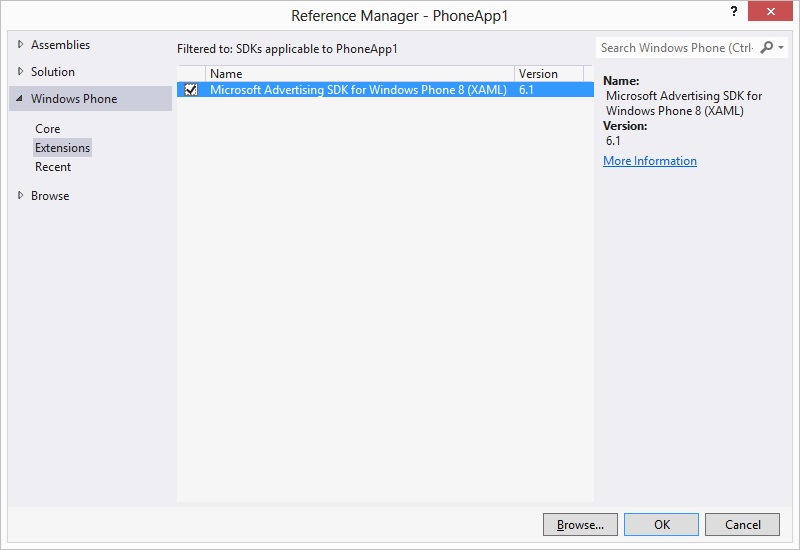 Reference Manager - PhoneApp1
?
Assemblies
Solution
Windows Phone
Core
Extensions
Recent
Browse
Filtered to: SDKs applicable to PhoneApp1
Name Version
Microsoft Advertising SDK for Windows Phone 8 (XAML) 6.1
Search Windows Phone (Ctrl-
Name:
Microsoft Advertising SDK for
Windows Phone 8 (XAML)
Version:
6.1
More Information
Browse...
OK
Cancel